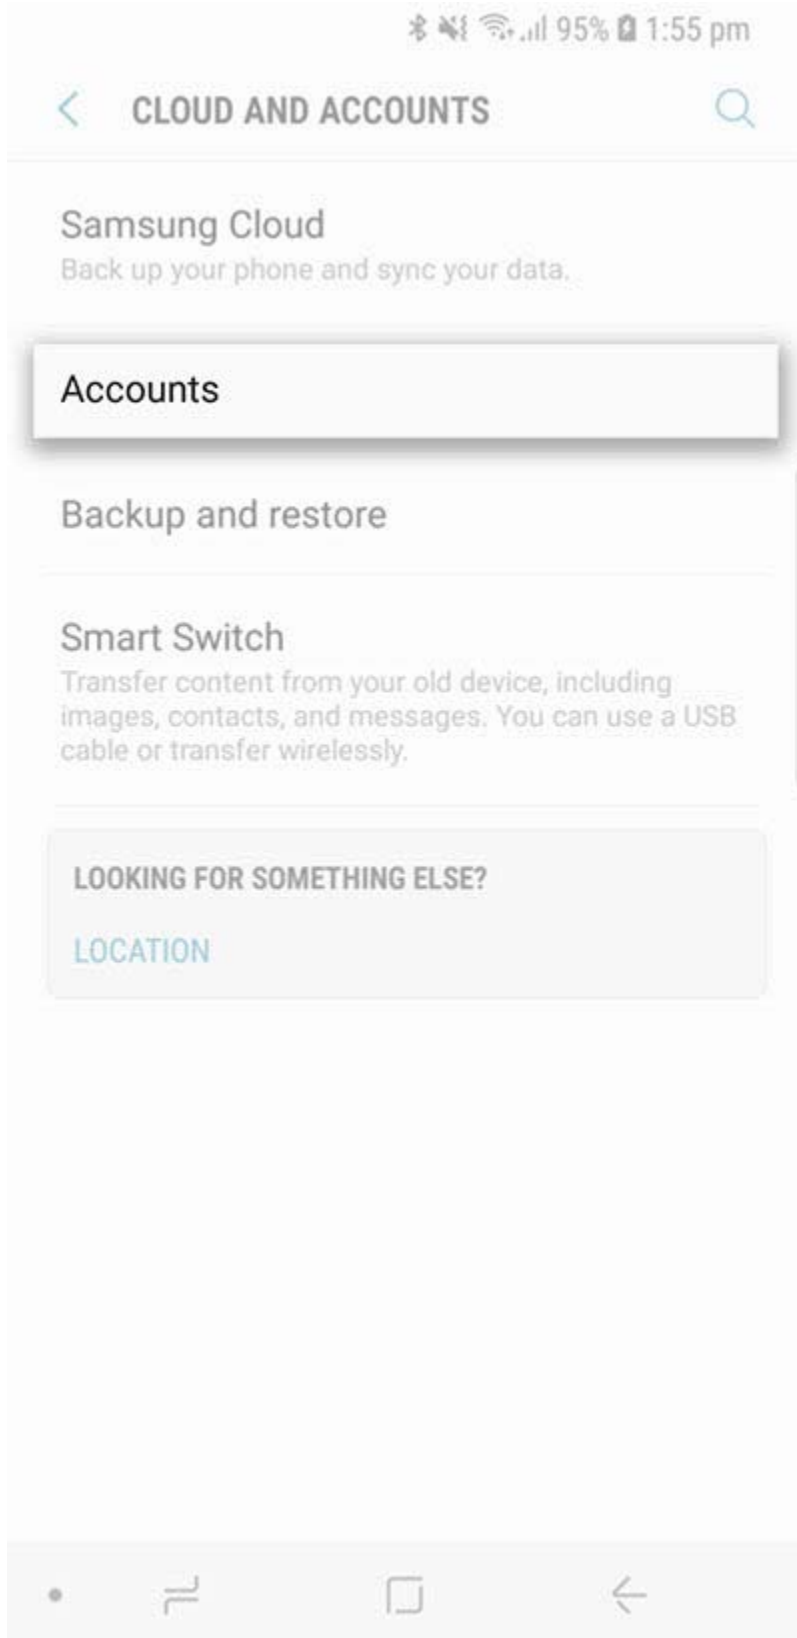 95% 1:55 pm
CLOUD AND ACCOUNTS
Samsung Cloud
Back up your phone and sync your data.
Accounts
Backup and restore
Smart Switch
Transfer content from your old device, including
images, contacts, and messages. You can use a USB
cable or transfer wirelessly.
LOOKING FOR SOMETHING ELSE?
LOCATION